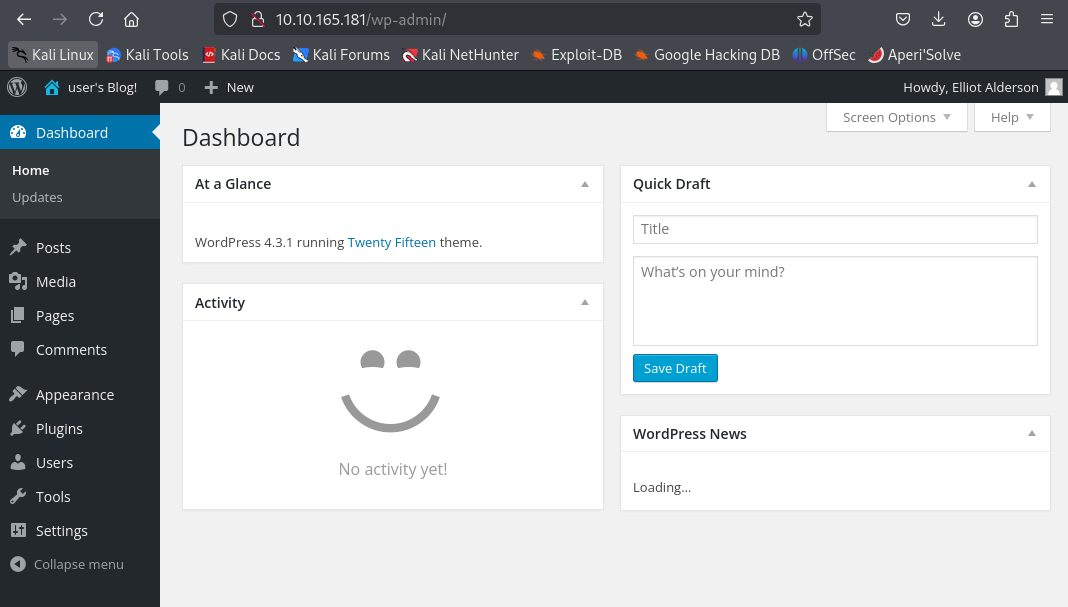 10.10.165.181/wp-admin/
Kali Linux Kali Tools Kali Docs Kali Forums Kali NetHunter Exploit-DB Google Hacking DB OffSec Aperi'Solve
user's Blog! 0 New Howdy, Elliot Alderson
Screen Options Help
Dashboard
Home
Updates
Posts
Media
Pages
Comments
Appearance
Plugins
Users
Tools
Settings
Collapse menu
Dashboard
At a Glance
WordPress 4.3.1 running Twenty Fifteen theme.
Activity
No activity yet!
Quick Draft
Title
What’s on your mind?
Save Draft
WordPress News
Loading…